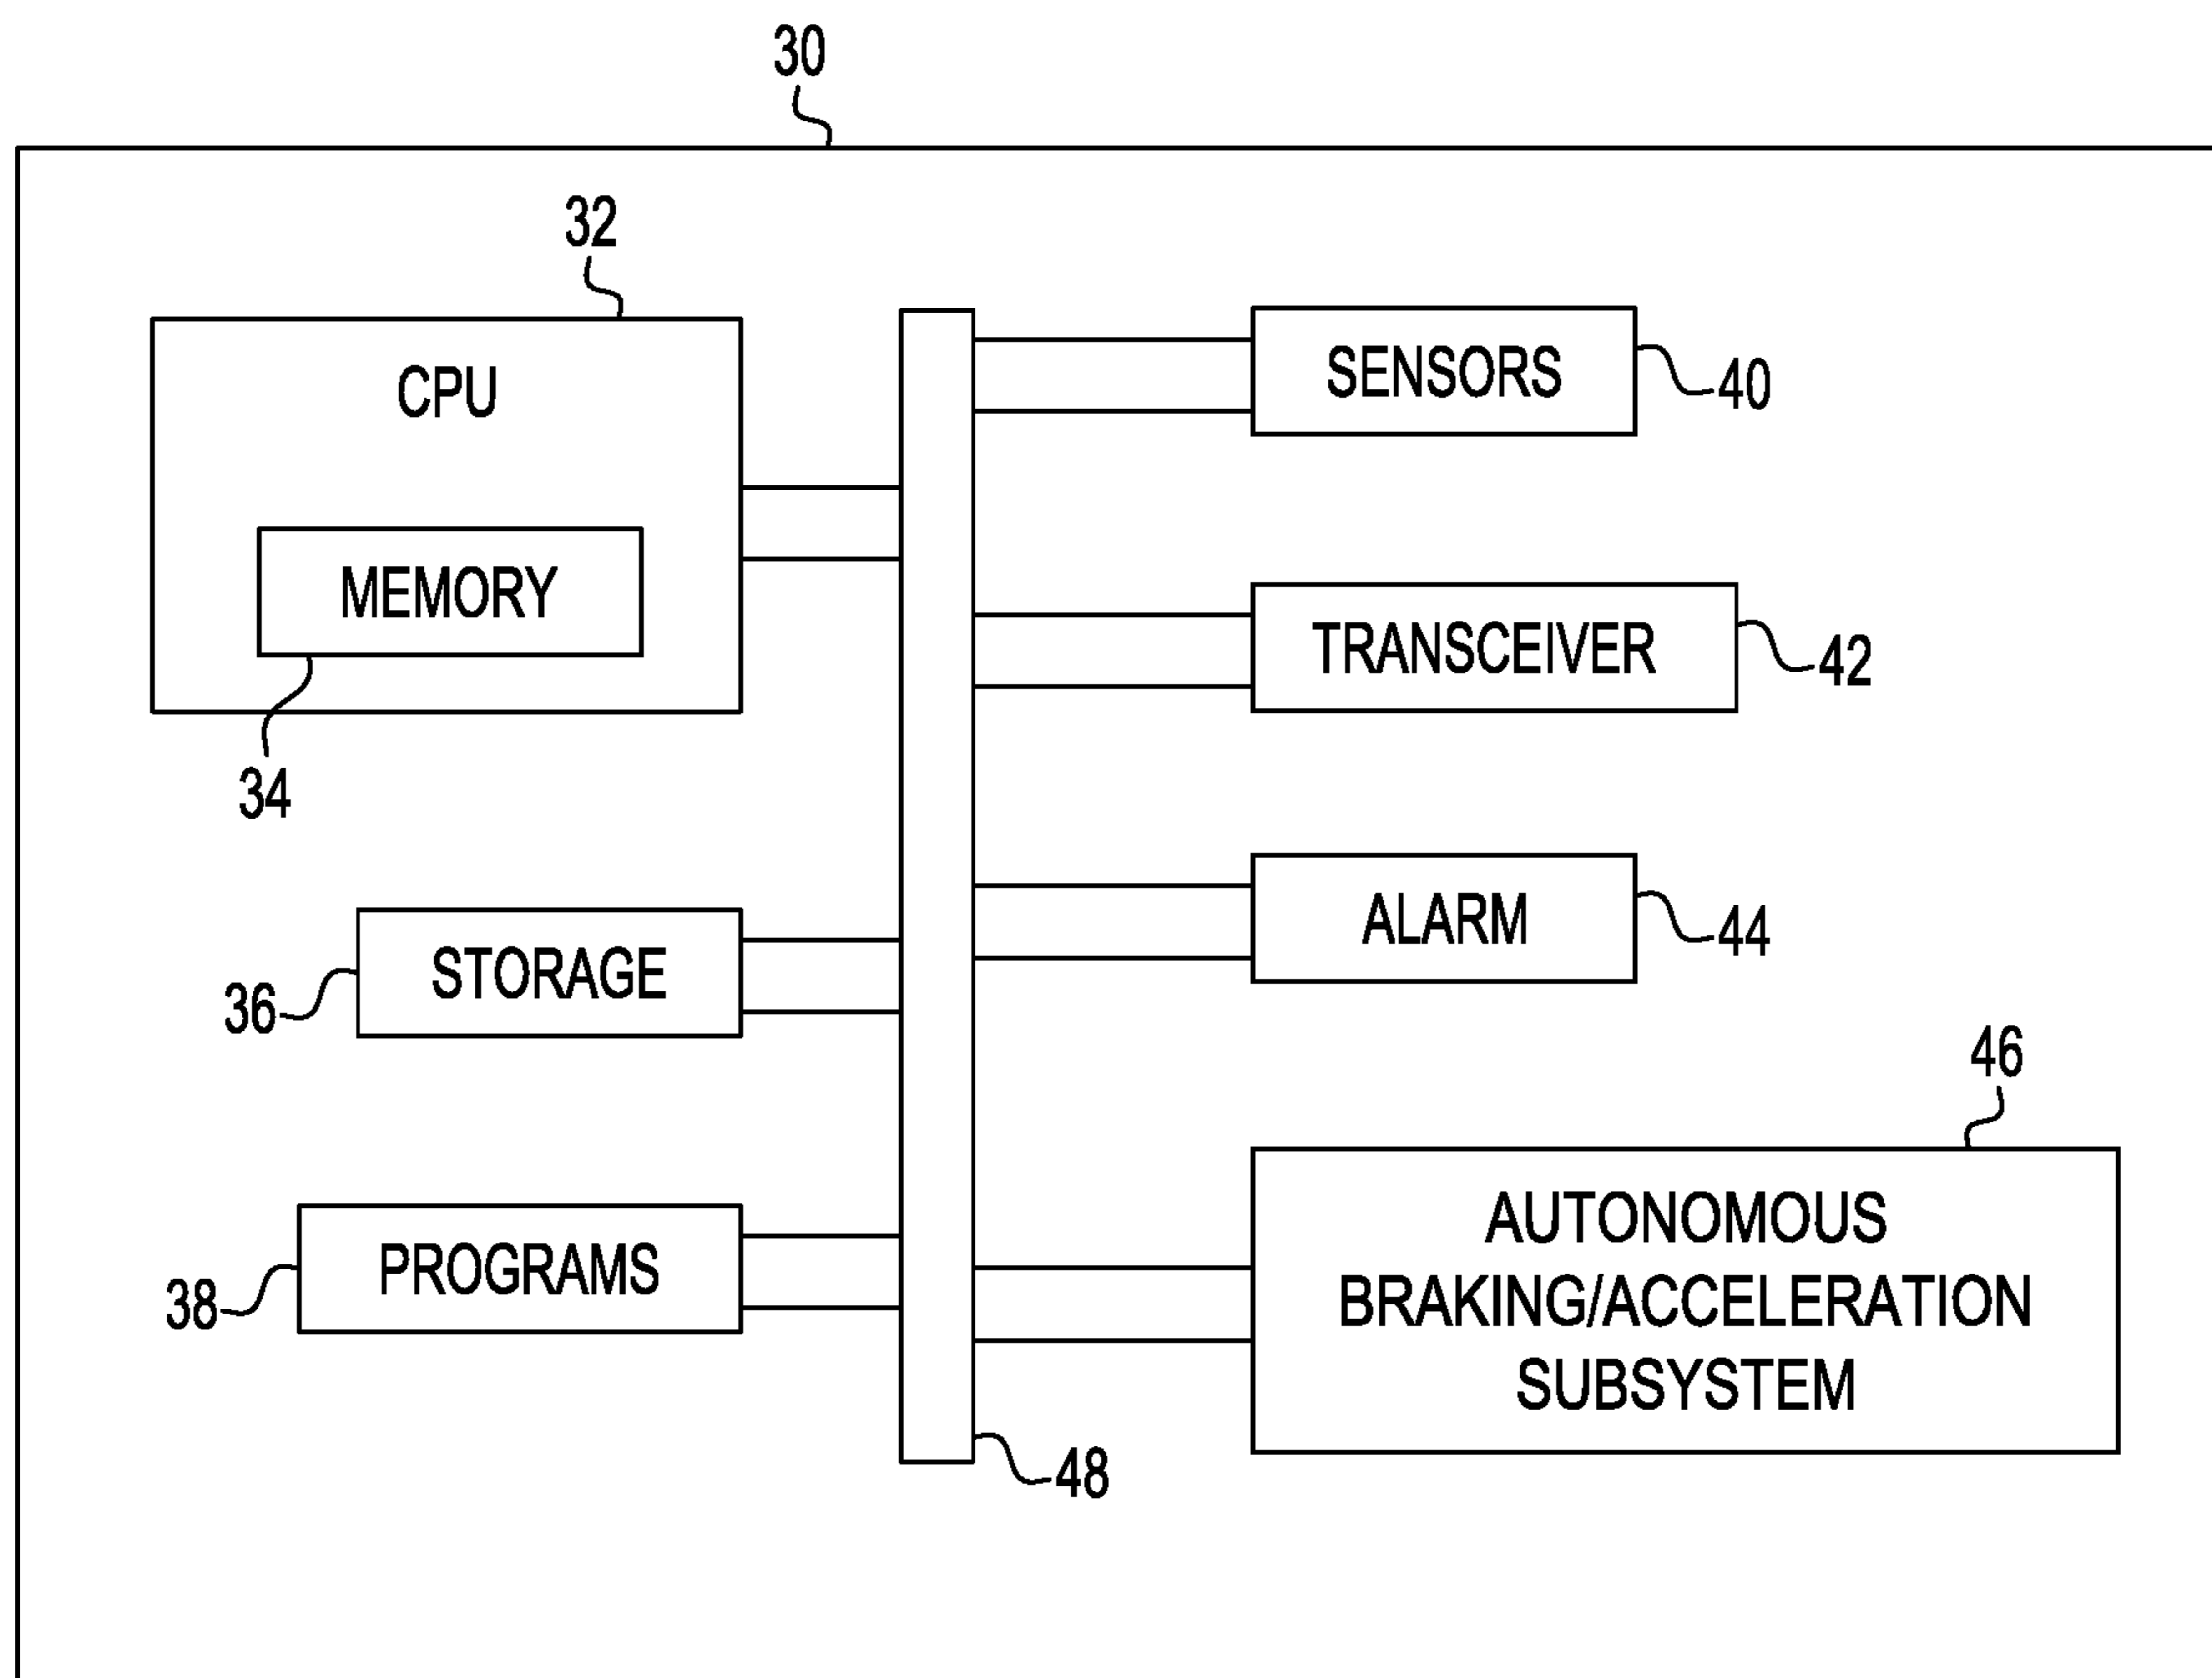 30
32
CPU
MEMORY
34
STORAGE
36
PROGRAMS
38
SENSORS
40
TRANSCEIVER
42
ALARM
44
46
AUTONOMOUS
BRAKING/ACCELERATION
SUBSYSTEM
48